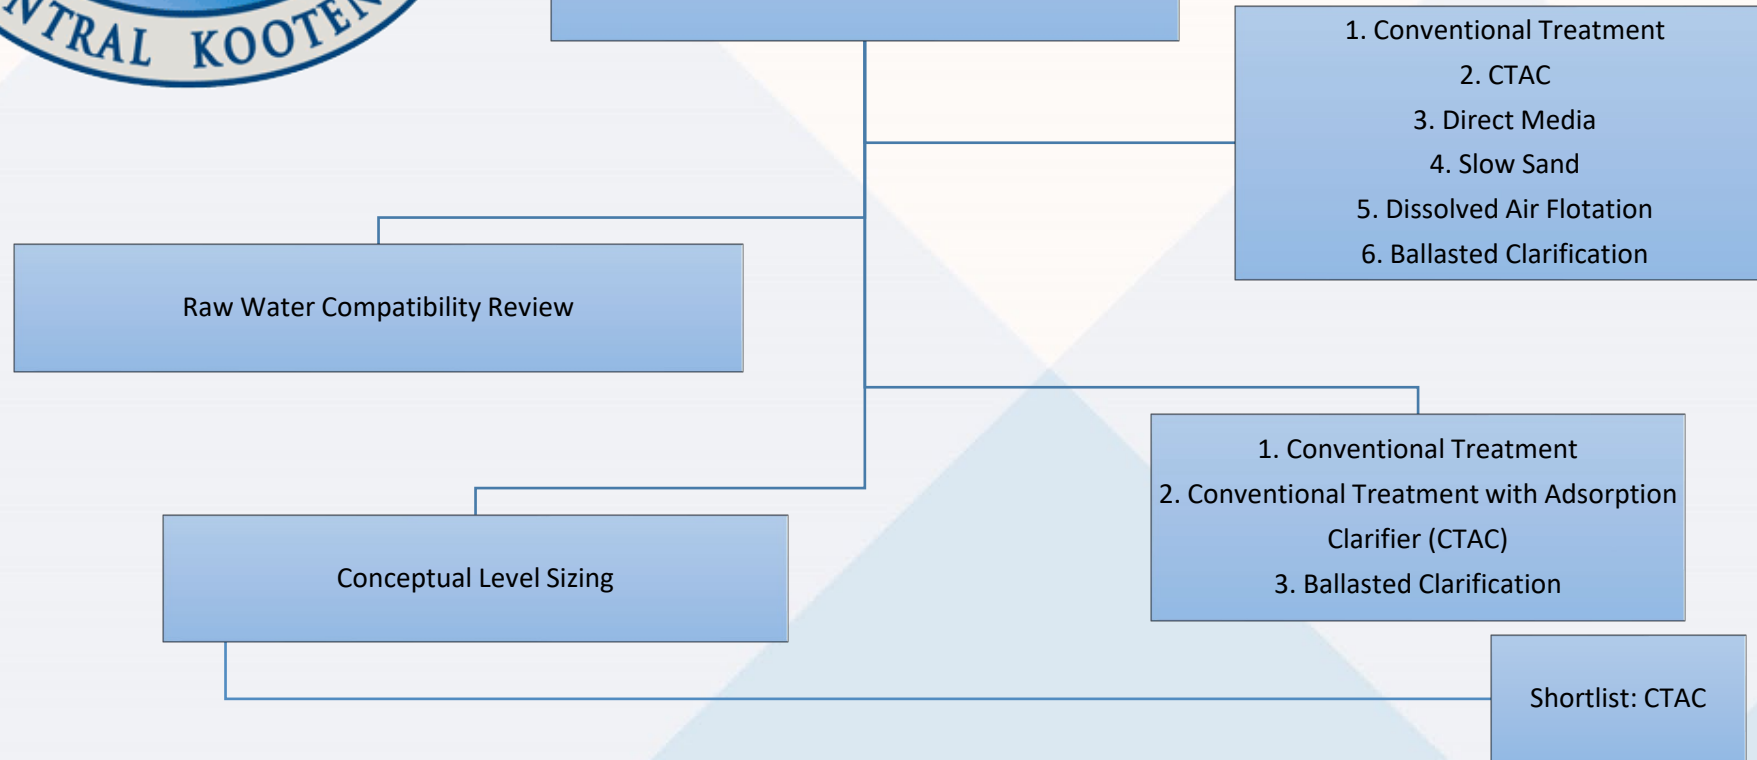 CENTRAL KOOTENAY
1. Conventional Treatment
2. CTAC
3. Direct Media
4. Slow Sand
5. Dissolved Air Flotation
6. Ballasted Clarification
Raw Water Compatibility Review
1. Conventional Treatment
2. Conventional Treatment with Adsorption
Clarifier (CTAC)
3. Ballasted Clarification
Conceptual Level Sizing
Shortlist: CTAC